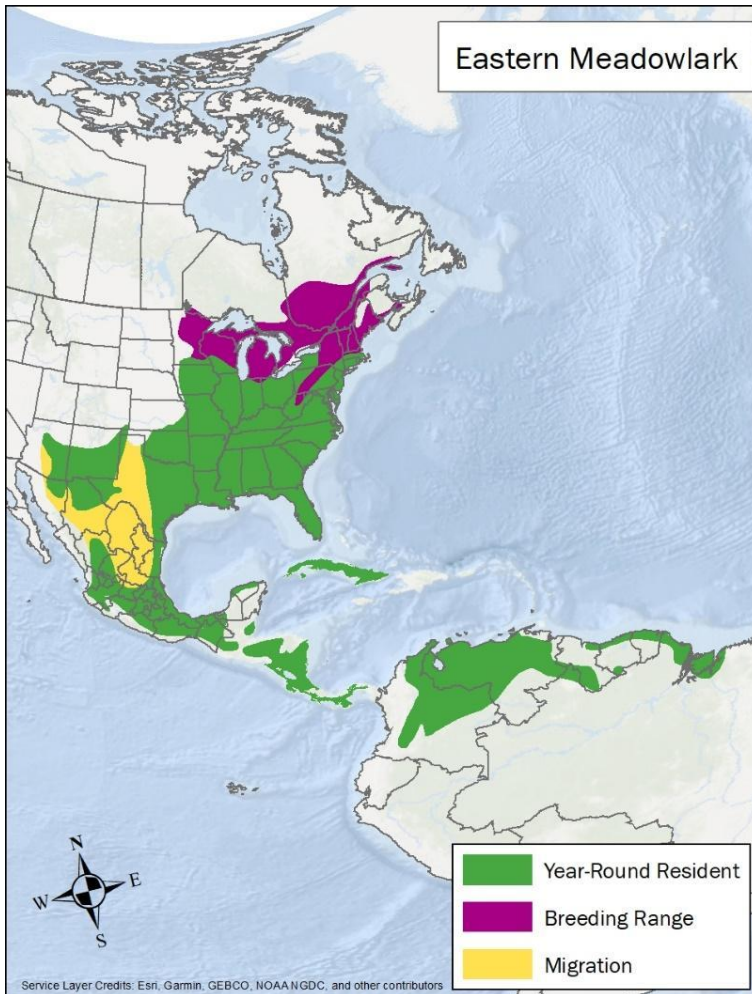 Eastern Meadowlark
N
W E
S
Year-Round Resident
Breeding Range
Migration
Service Layer Credits: Esri, Garmin, GEBCO, NOAA NGDC, and other contributors